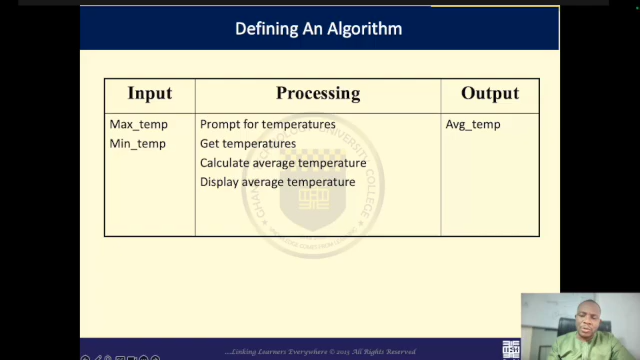 Defining An Algorithm
Input Processing Output
Max_temp Prompt for temperatures Avg_temp
Min_temp Get temperatures
Calculate average temperature
Display average temperature
...Linking Learners Everywhere © 2015 All Rights Reserved